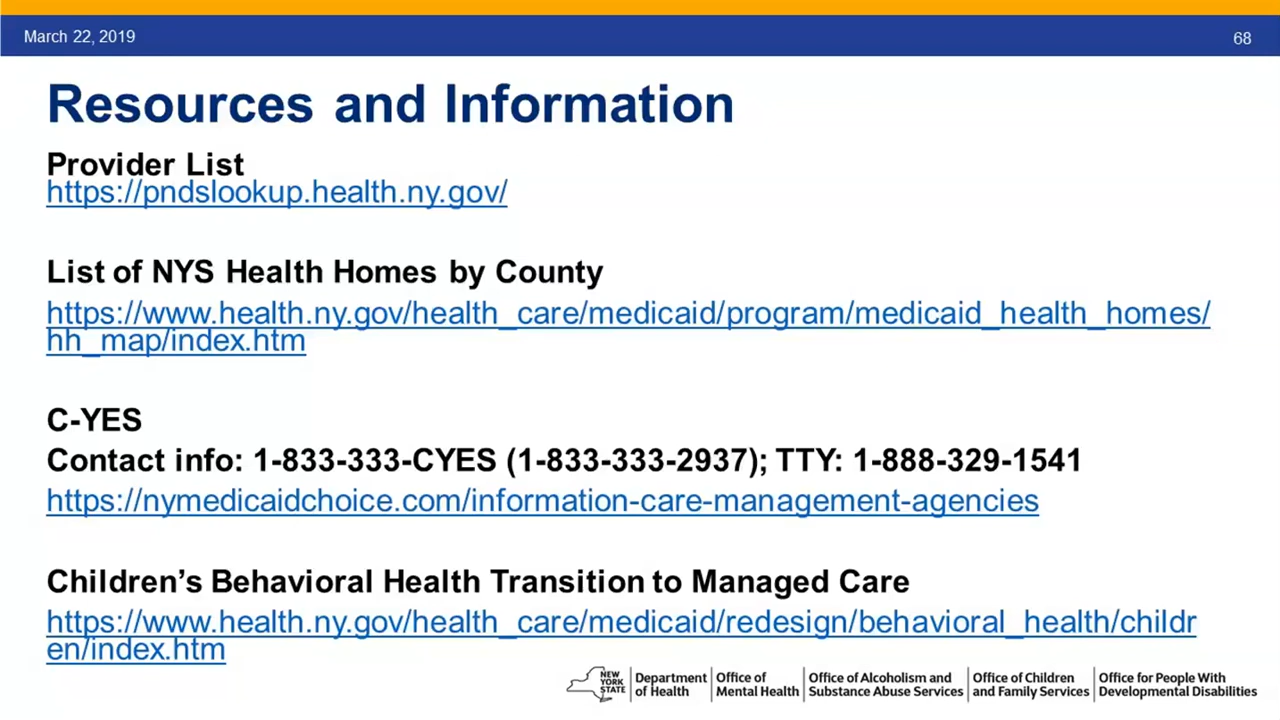 March 22, 2019
68
Resources and Information
Provider List
https://pndslookup.health.ny.gov/
List of NYS Health Homes by County
https://www.health.ny.gov/health_care/medicaid/program/medicaid_health_homes/
hh_map/index.htm
C-YES
Contact info: 1-833-333-CYES (1-833-333-2937); TTY: 1-888-329-1541
https://nymedicaidchoice.com/information-care-management-agencies
Children’s Behavioral Health Transition to Managed Care
https://www.health.ny.gov/health_care/medicaid/redesign/behavioral_health/childr
en/index.htm
NEW
YORK
STATE
Department
of Health
Office of
Mental Health
Office of Alcoholism and
Substance Abuse Services
Office of Children
and Family Services
Office for People With
Developmental Disabilities